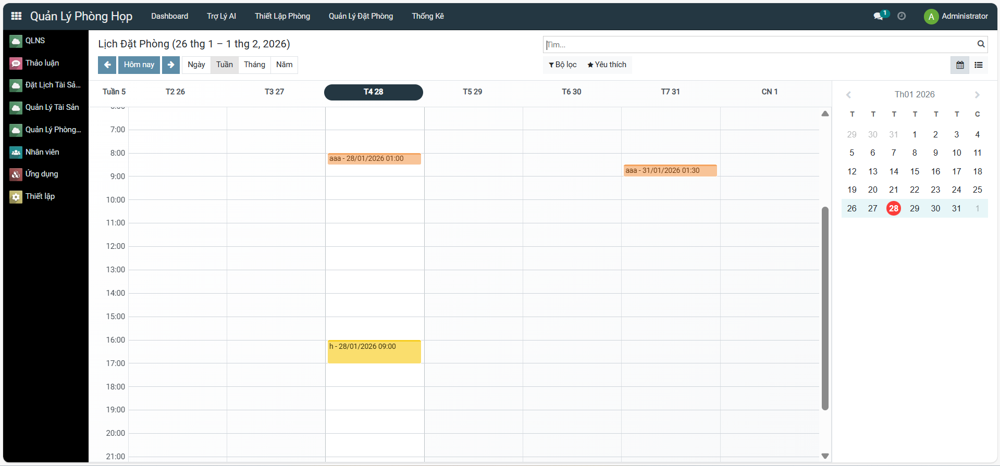 Quản Lý Phòng Họp
Dashboard
Trợ Lý AI
Thiết Lập Phòng
Quản Lý Đặt Phòng
Thống Kê
1
A
Administrator
QLNS
Thảo luận
Đặt Lịch Tài Sả...
Quản Lý Tài Sản
Quản Lý Phòng...
Nhân viên
Ứng dụng
Thiết lập
Lịch Đặt Phòng (26 thg 1 – 1 thg 2, 2026)
Tìm...
Hôm nay
Ngày
Tuần
Tháng
Năm
Bộ lọc
Yêu thích
Tuần 5
T2 26
T3 27
T4 28
T5 29
T6 30
T7 31
CN 1
7:00
8:00
aaa - 28/01/2026 01:00
aaa - 31/01/2026 01:30
9:00
10:00
11:00
12:00
13:00
14:00
15:00
16:00
h - 28/01/2026 09:00
17:00
18:00
19:00
20:00
21:00
Th01 2026
T T T T T T C
29 30 31 1 2 3 4
5 6 7 8 9 10 11
12 13 14 15 16 17 18
19 20 21 22 23 24 25
26 27 28 29 30 31 1